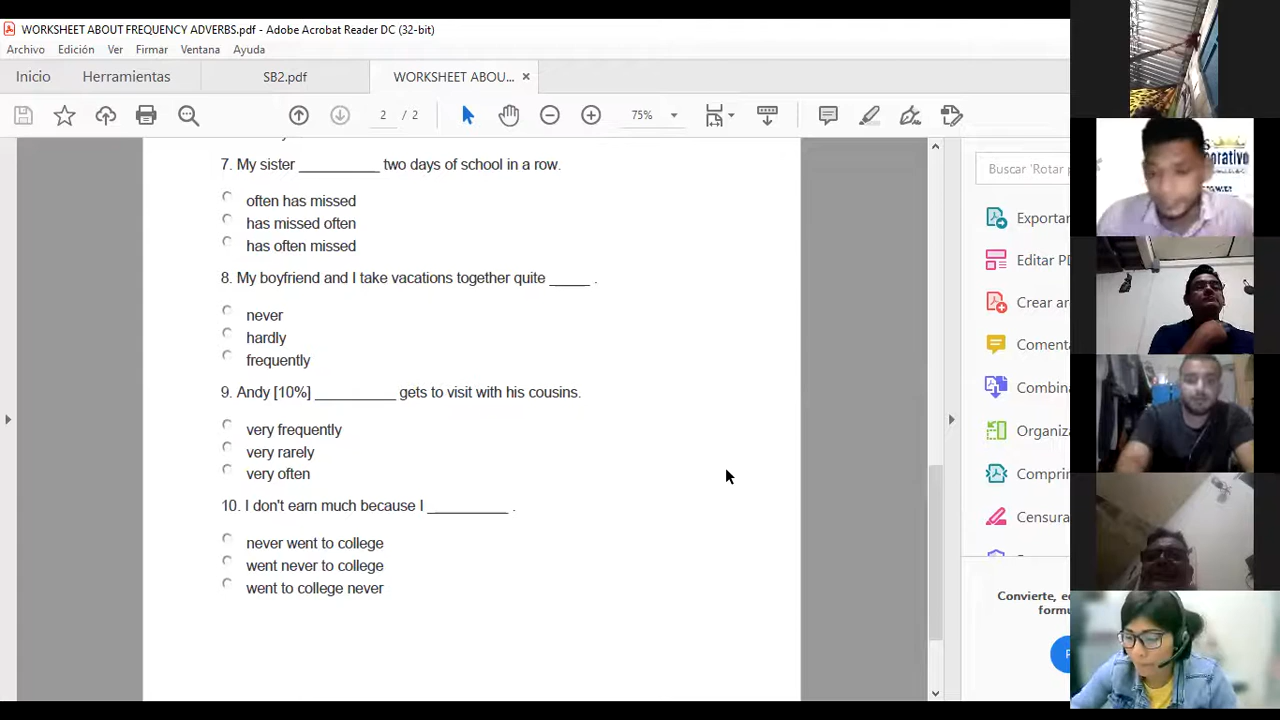 WORKSHEET ABOUT FREQUENCY ADVERBS.pdf - Adobe Acrobat Reader DC (32-bit)
Archivo Edición Ver Firmar Ventana Ayuda
Inicio Herramientas SB2.pdf WORKSHEET ABOU... ×
2 / 2 75%
7. My sister __________ two days of school in a row.
often has missed
has missed often
has often missed
8. My boyfriend and I take vacations together quite _____ .
never
hardly
frequently
9. Andy [10%] __________ gets to visit with his cousins.
very frequently
very rarely
very often
10. I don't earn much because I __________ .
never went to college
went never to college
went to college never
Buscar 'Rotar p
Exportar
Editar PD
Crear ar
Coment
Combina
Organiza
Comprin
Censura
Convierte, e
formu